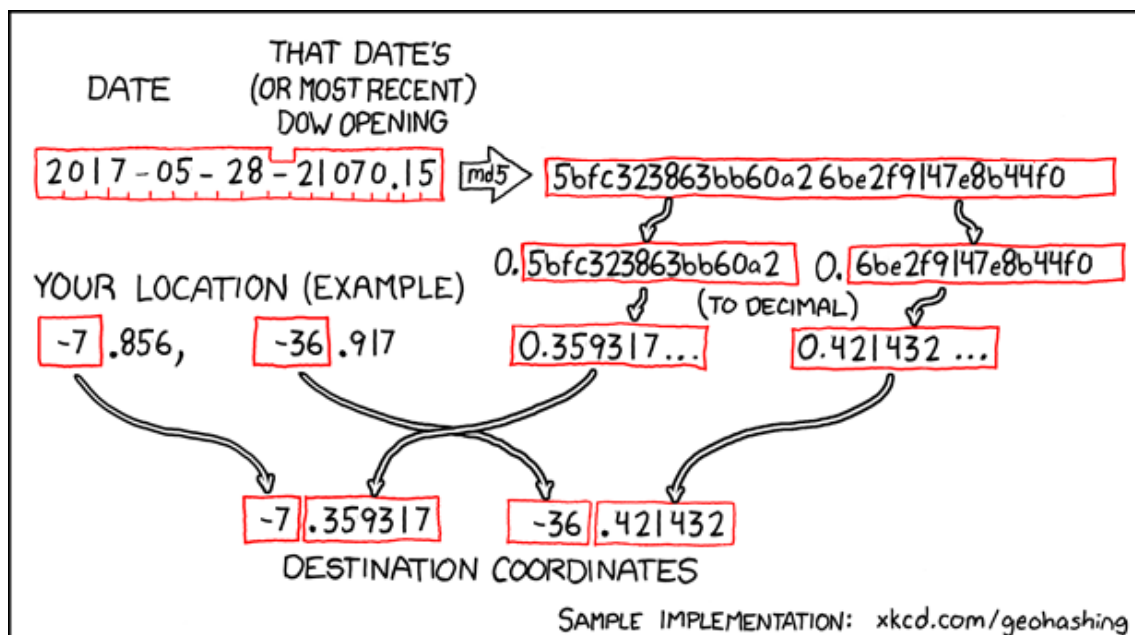 DATE
THAT DATE'S
(OR MOST RECENT)
DOW OPENING
2017-05-28-21070.15
md5
5bfc323863bb60a26be2f9147e8b44f0
0.5bfc323863bb60a2
0.6be2f9147e8b44f0
YOUR LOCATION (EXAMPLE)
(TO DECIMAL)
-7.856, -36.917
0.359317...
0.421432...
-7.359317 -36.421432
DESTINATION COORDINATES
SAMPLE IMPLEMENTATION: xkcd.com/geohashing